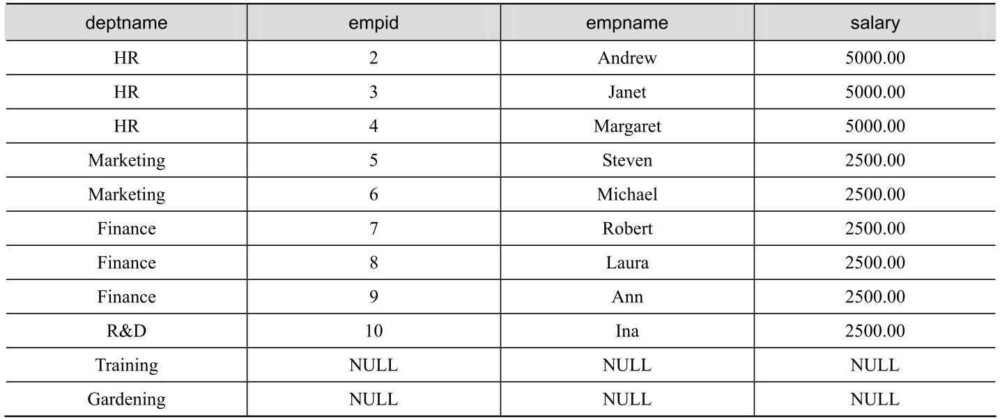 deptname empid empname salary
HR 2 Andrew 5000.00
HR 3 Janet 5000.00
HR 4 Margaret 5000.00
Marketing 5 Steven 2500.00
Marketing 6 Michael 2500.00
Finance 7 Robert 2500.00
Finance 8 Laura 2500.00
Finance 9 Ann 2500.00
R&D 10 Ina 2500.00
Training NULL NULL NULL
Gardening NULL NULL NULL